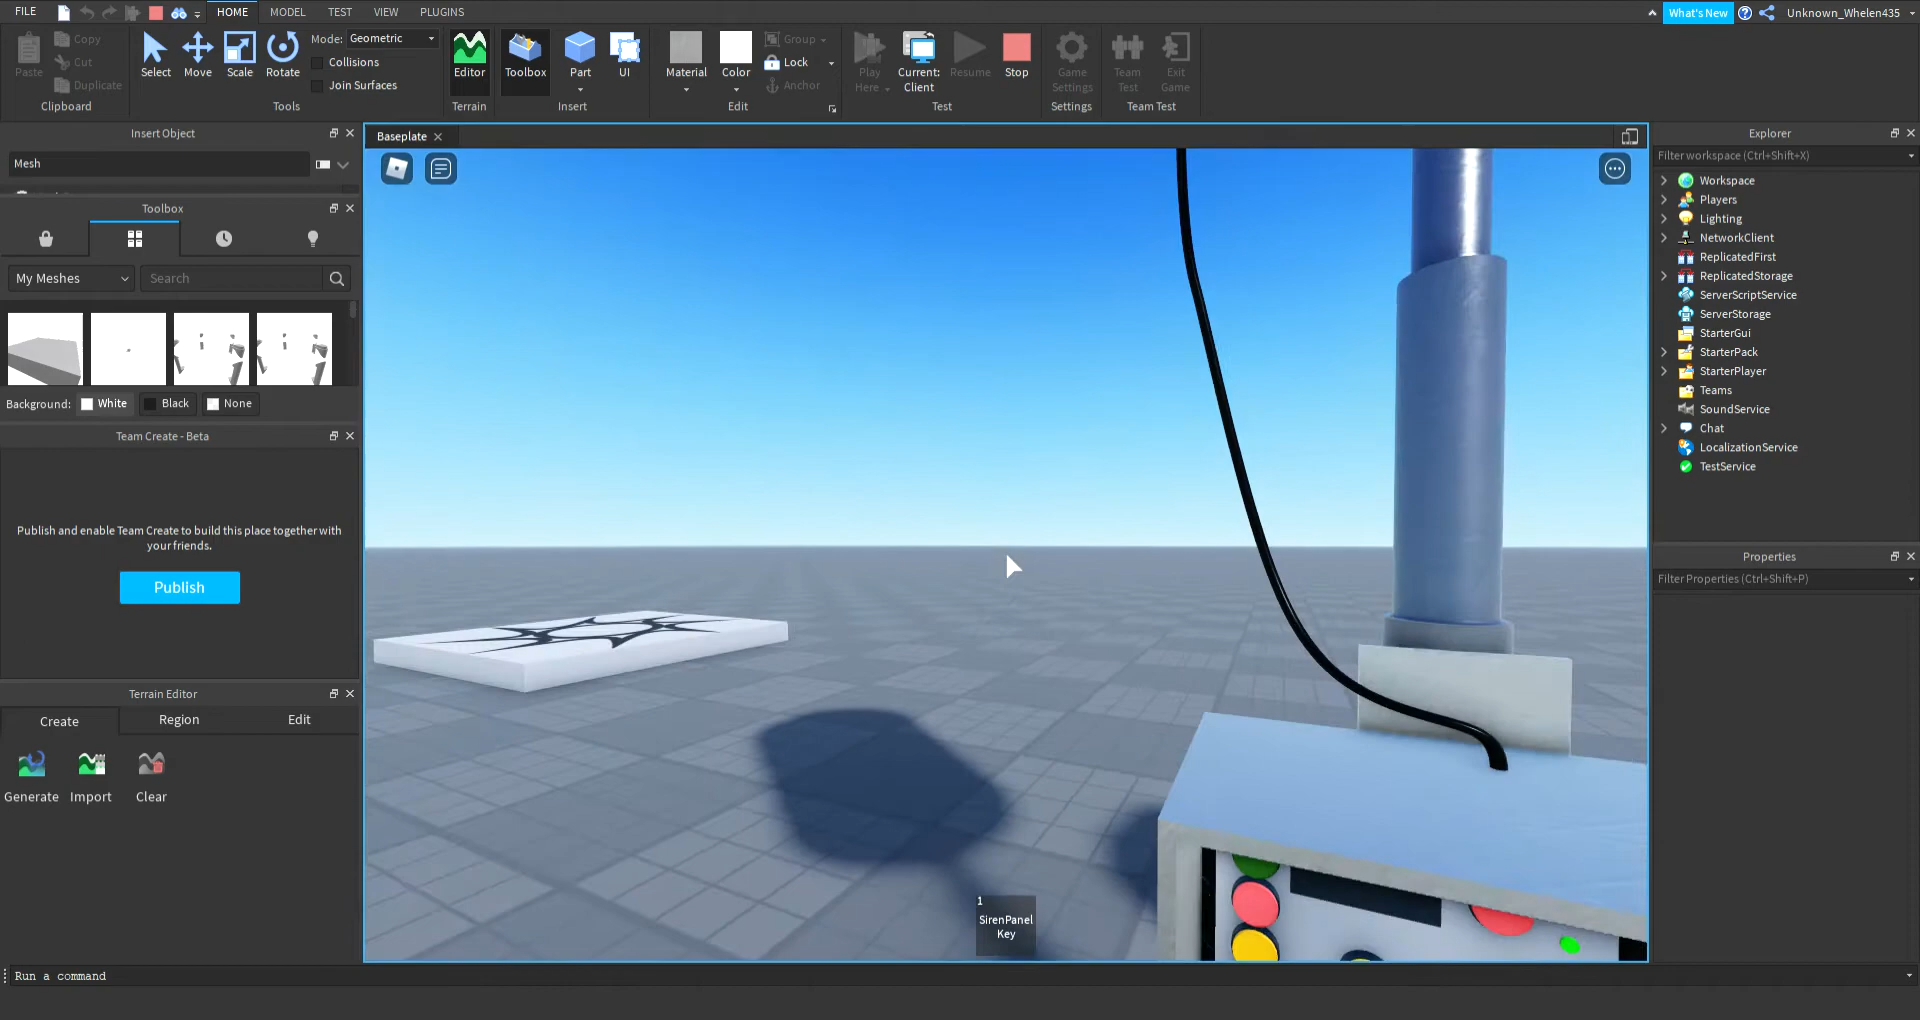 FILE
HOME
MODEL
TEST
VIEW
PLUGINS
What's New
Unknown_Whelen435
Paste
Copy
Cut
Duplicate
Clipboard
Select
Move
Scale
Rotate
Mode: Geometric
Collisions
Join Surfaces
Tools
Editor
Terrain
Toolbox
Part
UI
Insert
Material
Color
Group
Lock
Anchor
Edit
Play
Here
Current:
Client
Resume
Stop
Test
Game
Settings
Settings
Team
Test
Exit
Game
Team Test
Insert Object
Mesh
Toolbox
My Meshes
Search
Background: White Black None
Team Create - Beta
Publish and enable Team Create to build this place together with
your friends.
Publish
Terrain Editor
Create
Region
Edit
Generate
Import
Clear
Baseplate
1
SirenPanel
Key
Explorer
Filter workspace (Ctrl+Shift+X)
Workspace
Players
Lighting
NetworkClient
ReplicatedFirst
ReplicatedStorage
ServerScriptService
ServerStorage
StarterGui
StarterPack
StarterPlayer
Teams
SoundService
Chat
LocalizationService
TestService
Properties
Filter Properties (Ctrl+Shift+P)
Run a command